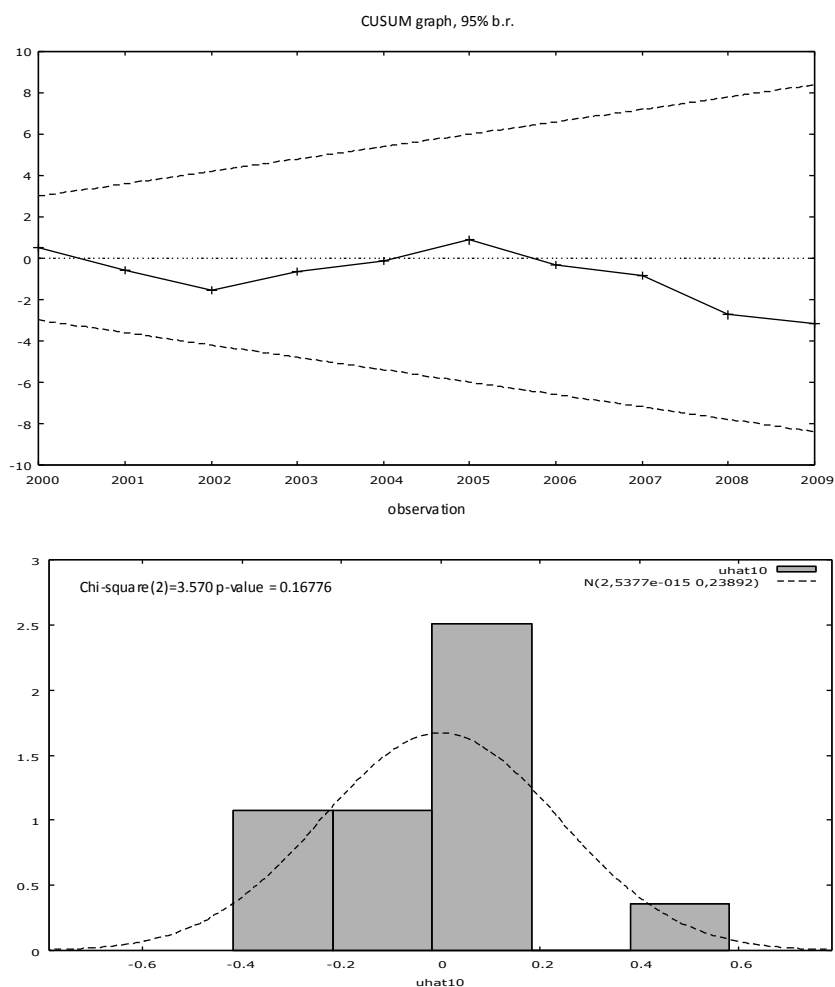 CUSUM graph, 95% b.r.
10
8
6
4
2
0
-2
-4
-6
-8
-10
2000 2001 2002 2003 2004 2005 2006 2007 2008 2009
observation
3
uhat10
Chi-square(2)=3.570 p-value = 0.16776
N(2,5377e-015 0,23892)
2.5
2
1.5
1
0.5
0
-0.6 -0.4 -0.2 0 0.2 0.4 0.6
uhat10